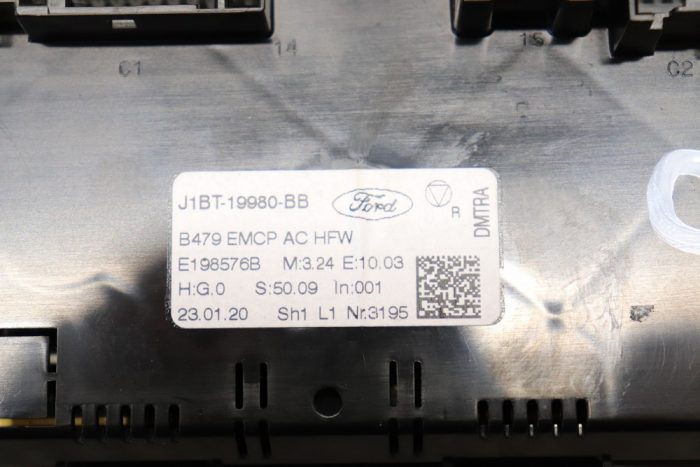 C1
14
15
C2
J1BT-19980-BB
Ford
R
DMTRA
B479 EMCP AC HFW
E198576B M:3.24 E:10.03
H:G.0 S:50.09 In:001
23.01.20 Sh1 L1 Nr.3195